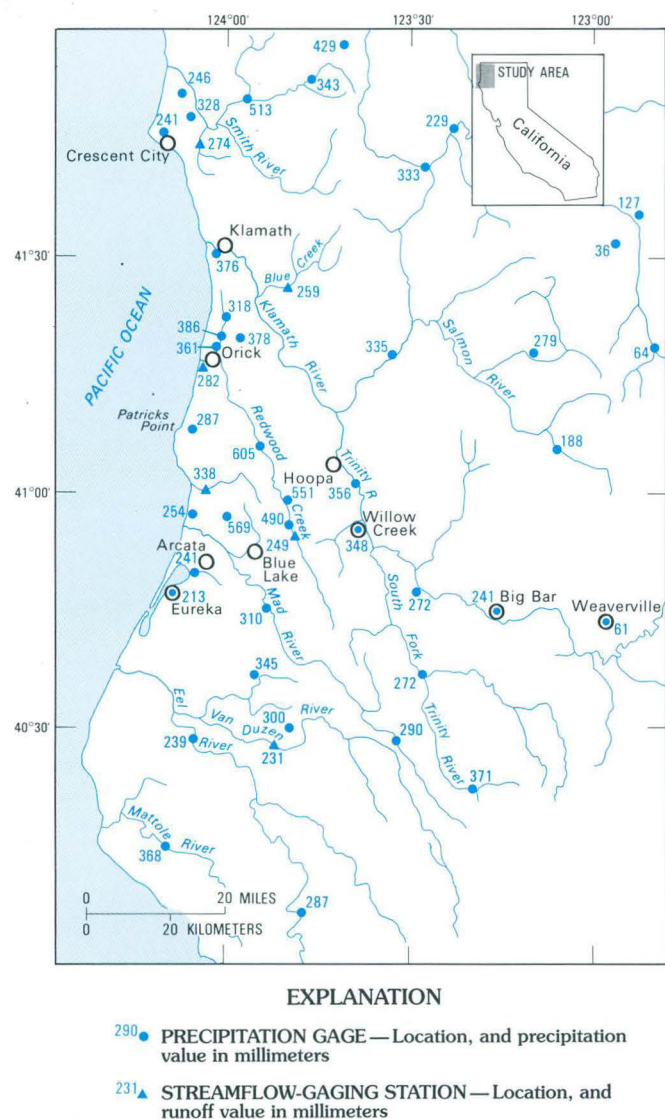 124°00'
123°30'
123°00'
429
246
343
STUDY AREA
328
513
241
229
Smith River
274
California
Crescent City
333
127
Klamath
36
41°30'
376
Blue Creek
259
318
Klamath River
386
378
Salmon River
361
335
279
Orick
64
PACIFIC OCEAN
282
Patricks
Point
287
Redwood Creek
188
605
Trinity R
Hoopa
551
356
338
41°00'
254
569
490
Willow
Creek
Arcata
249
348
241
Blue
Lake
South Fork Trinity River
213
Eureka
272
241
Big Bar
Weaverville
61
Mad River
310
345
272
Eel River
Van Duzen River
300
40°30'
239
231
290
371
Mattole River
368
0 20 MILES
0 20 KILOMETERS
287
EXPLANATION
290 PRECIPITATION GAGE — Location, and precipitation
value in millimeters
231 STREAMFLOW-GAGING STATION — Location, and
runoff value in millimeters